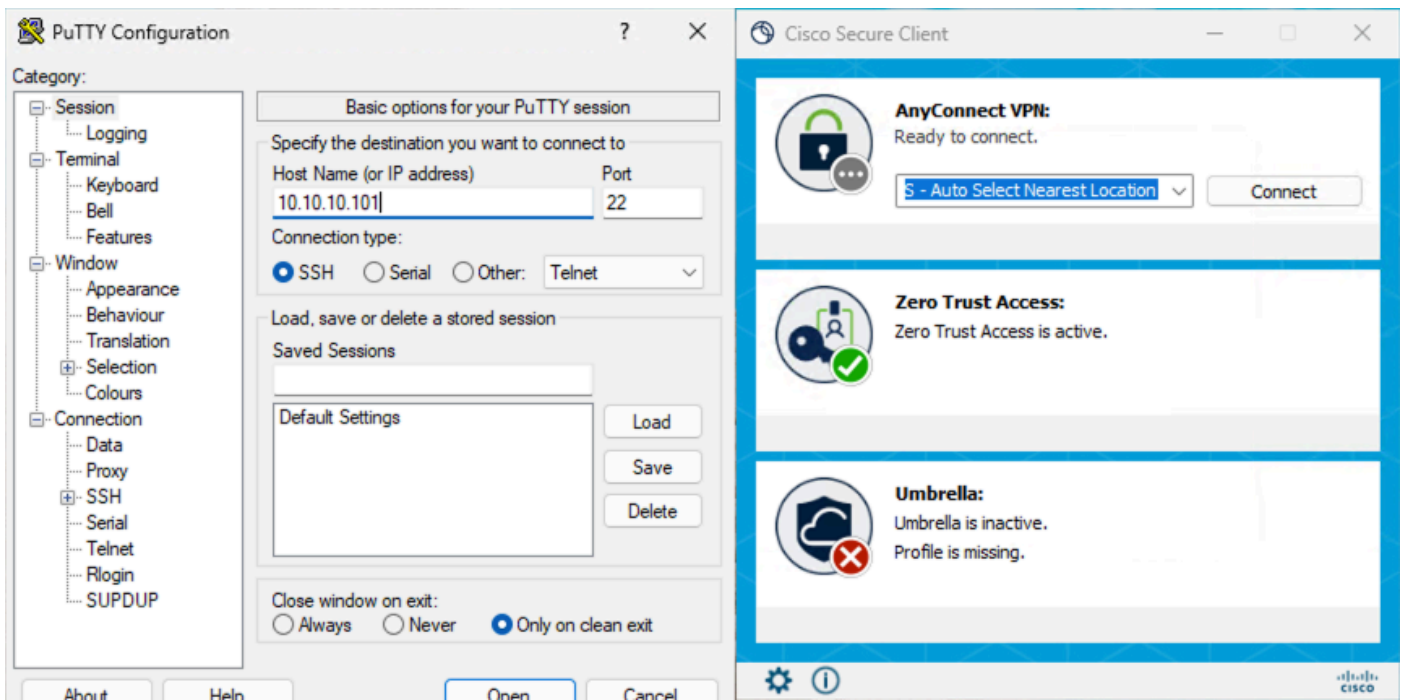 PuTTY Configuration
?
Category:
Session
Logging
Terminal
Keyboard
Bell
Features
Window
Appearance
Behaviour
Translation
Selection
Colours
Connection
Data
Proxy
SSH
Serial
Telnet
Rlogin
SUPDUP
Basic options for your PuTTY session
Specify the destination you want to connect to
Host Name (or IP address) Port
10.10.10.101 22
Connection type:
SSH Serial Other: Telnet
Load, save or delete a stored session
Saved Sessions
Default Settings
Load
Save
Delete
Close window on exit:
Always Never Only on clean exit
About Help Open Cancel
Cisco Secure Client
AnyConnect VPN:
Ready to connect.
S - Auto Select Nearest Location Connect
Zero Trust Access:
Zero Trust Access is active.
Umbrella:
Umbrella is inactive.
Profile is missing.
cisco